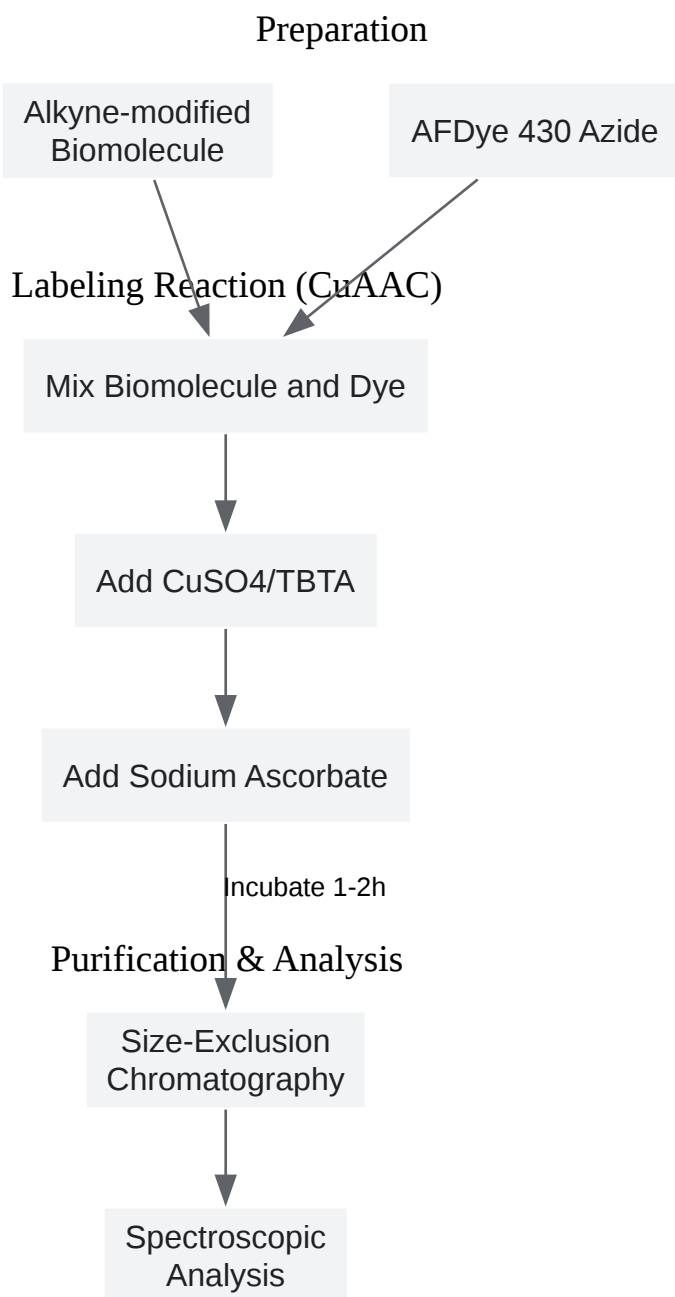 Preparation
Alkyne-modified
Biomolecule
AFDye 430 Azide
Labeling Reaction (CuAAC)
Mix Biomolecule and Dye
Add CuSO4/TBTA
Add Sodium Ascorbate
Incubate 1-2h
Purification & Analysis
Size-Exclusion
Chromatography
Spectroscopic
Analysis